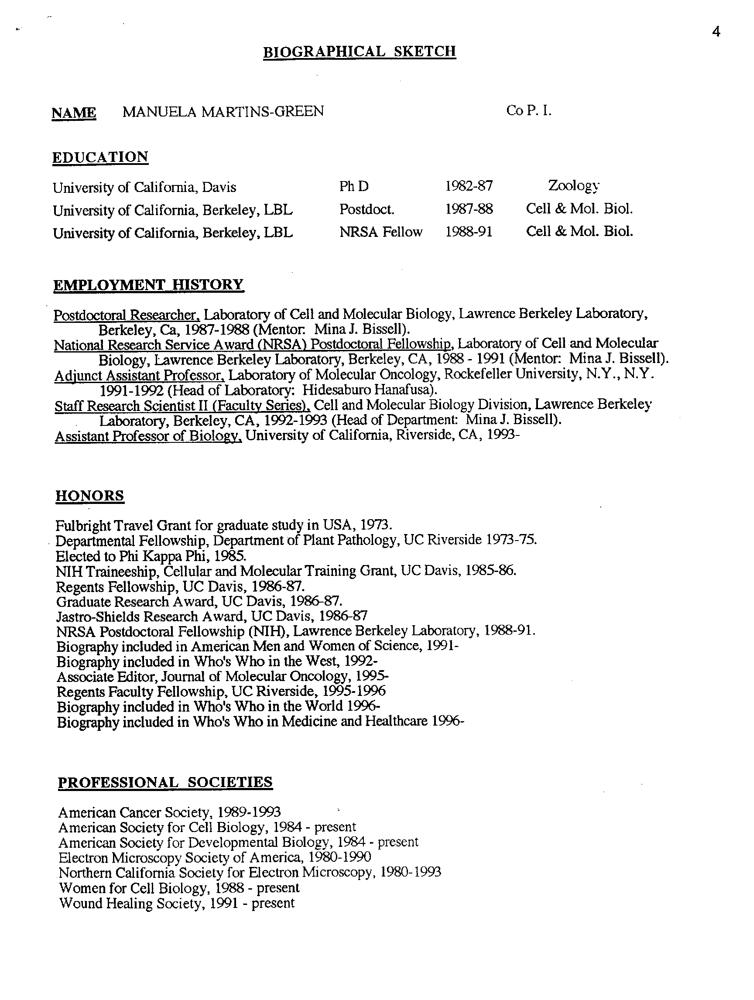 4
BIOGRAPHICAL SKETCH
NAME MANUELA MARTINS-GREEN Co P. I.
EDUCATION
University of California, Davis Ph D 1982-87 Zoology
University of California, Berkeley, LBL Postdoct. 1987-88 Cell & Mol. Biol.
University of California, Berkeley, LBL NRSA Fellow 1988-91 Cell & Mol. Biol.
EMPLOYMENT HISTORY
Postdoctoral Researcher, Laboratory of Cell and Molecular Biology, Lawrence Berkeley Laboratory,
Berkeley, Ca, 1987-1988 (Mentor: Mina J. Bissell).
National Research Service Award (NRSA) Postdoctoral Fellowship, Laboratory of Cell and Molecular
Biology, Lawrence Berkeley Laboratory, Berkeley, CA, 1988 - 1991 (Mentor: Mina J. Bissell).
Adjunct Assistant Professor, Laboratory of Molecular Oncology, Rockefeller University, N.Y., N.Y.
1991-1992 (Head of Laboratory: Hidesaburo Hanafusa).
Staff Research Scientist II (Faculty Series), Cell and Molecular Biology Division, Lawrence Berkeley
Laboratory, Berkeley, CA, 1992-1993 (Head of Department: Mina J. Bissell).
Assistant Professor of Biology, University of California, Riverside, CA, 1993-
HONORS
Fulbright Travel Grant for graduate study in USA, 1973.
Departmental Fellowship, Department of Plant Pathology, UC Riverside 1973-75.
Elected to Phi Kappa Phi, 1985.
NIH Traineeship, Cellular and Molecular Training Grant, UC Davis, 1985-86.
Regents Fellowship, UC Davis, 1986-87.
Graduate Research Award, UC Davis, 1986-87.
Jastro-Shields Research Award, UC Davis, 1986-87
NRSA Postdoctoral Fellowship (NIH), Lawrence Berkeley Laboratory, 1988-91.
Biography included in American Men and Women of Science, 1991-
Biography included in Who's Who in the West, 1992-
Associate Editor, Journal of Molecular Oncology, 1995-
Regents Faculty Fellowship, UC Riverside, 1995-1996
Biography included in Who's Who in the World 1996-
Biography included in Who's Who in Medicine and Healthcare 1996-
PROFESSIONAL SOCIETIES
American Cancer Society, 1989-1993
American Society for Cell Biology, 1984 - present
American Society for Developmental Biology, 1984 - present
Electron Microscopy Society of America, 1980-1990
Northern California Society for Electron Microscopy, 1980-1993
Women for Cell Biology, 1988 - present
Wound Healing Society, 1991 - present